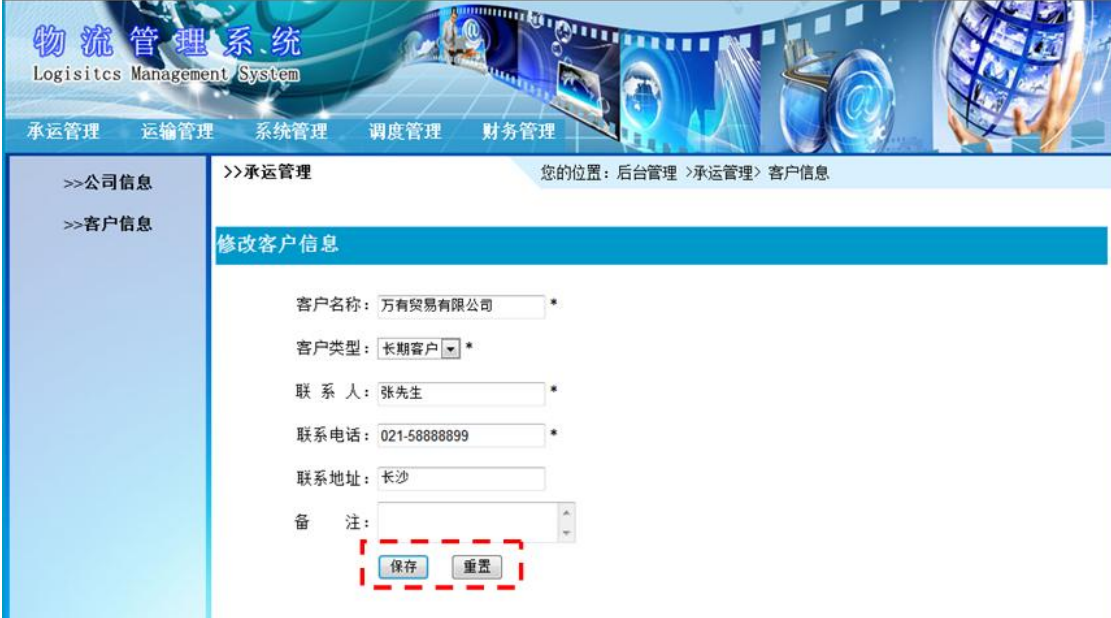 物流管理系统
Logisitcs Management System
承运管理 运输管理 系统管理 调度管理 财务管理
>>公司信息
>>客户信息
>>承运管理 您的位置：后台管理 >承运管理> 客户信息
修改客户信息
客户名称：万有贸易有限公司 *
客户类型：长期客户 *
联 系 人：张先生 *
联系电话：021-58888899 *
联系地址：长沙
备 注：
保存 重置